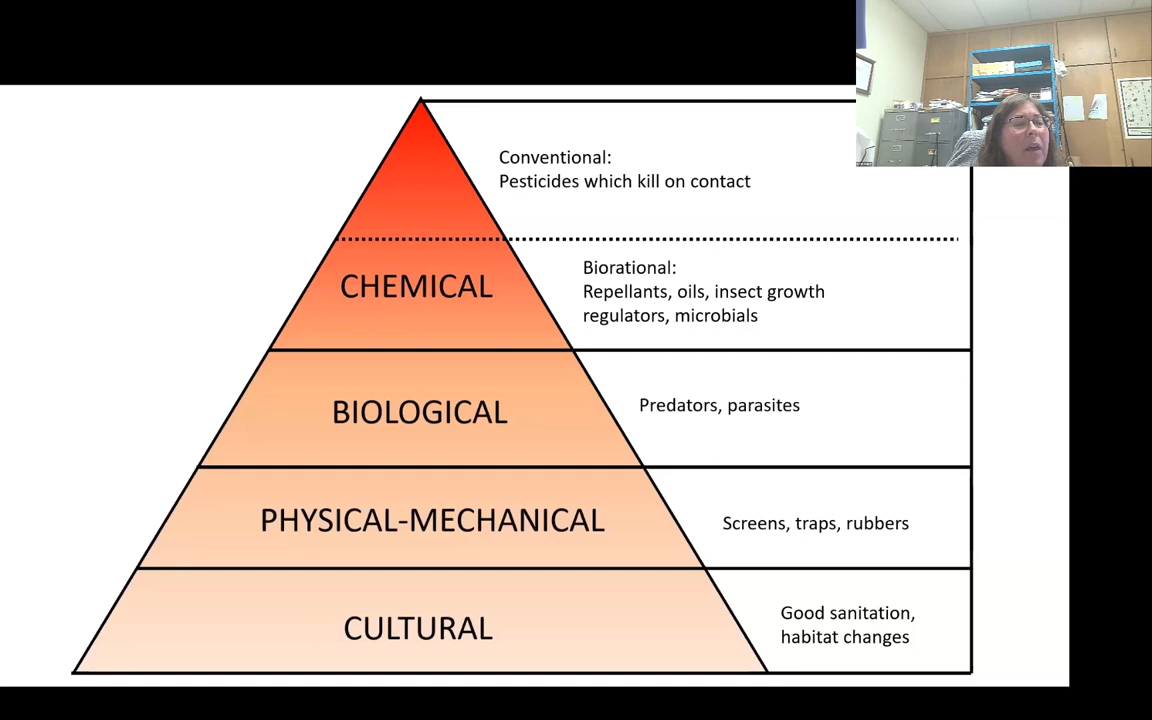 Conventional:
Pesticides which kill on contact
CHEMICAL
Biorational:
Repellants, oils, insect growth
regulators, microbials
BIOLOGICAL
Predators, parasites
PHYSICAL-MECHANICAL
Screens, traps, rubbers
CULTURAL
Good sanitation,
habitat changes